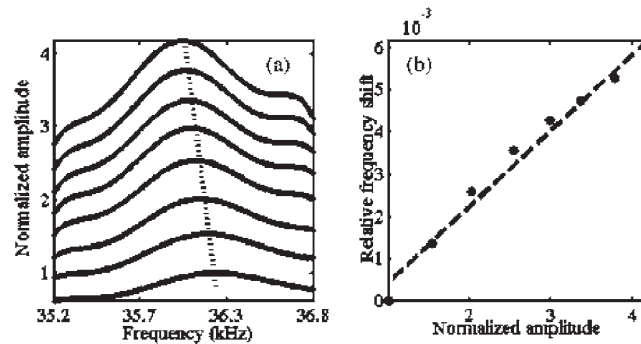 10⁻³
4
3
2
1
Normalized amplitude
(a)
35.2 35.7 36.3 36.8
Frequency (kHz)
6
5
4
3
2
1
0
Relative frequency shift
(b)
2 3 4
Normalized amplitude